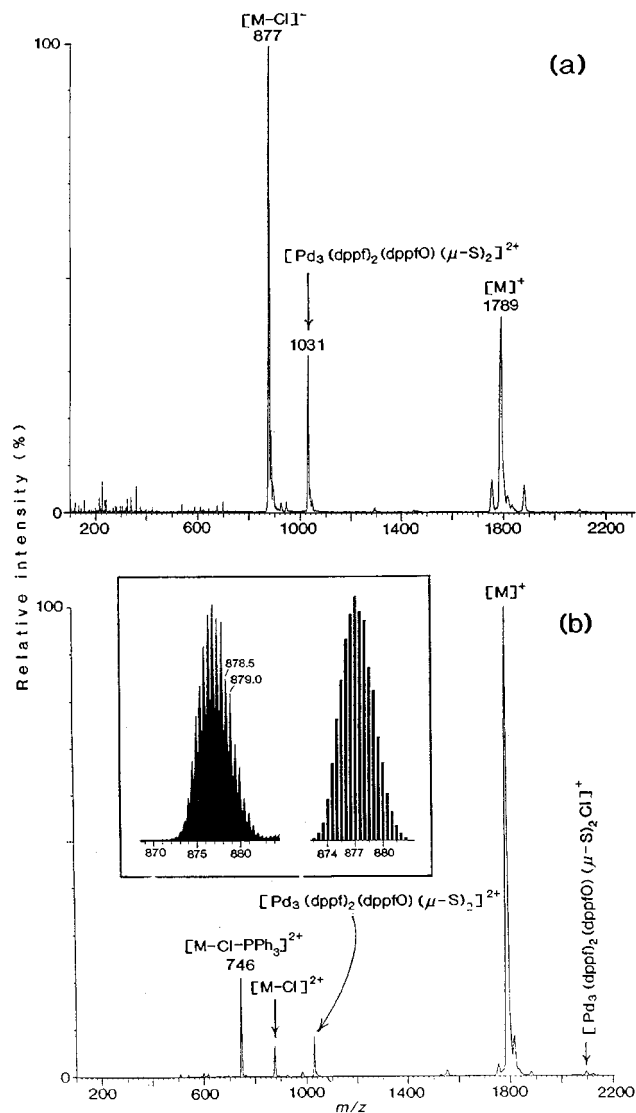 [M-Cl]⁻
877
100
(a)
[Pd₃(dppf)₂(dppfO)(μ-S)₂]²⁺
[M]⁺
1789
1031
0
200 600 1000 1400 1800 2200
Relative intensity (%)
100
[M]⁺
(b)
878.5
879.0
870 875 880
874 877 880
[Pd₃(dppf)₂(dppfO)(μ-S)₂]²⁺
[M-Cl-PPh₃]²⁺
746
[M-Cl]²⁺
[Pd₃(dppf)₂(dppfO)(μ-S)₂Cl]⁺
0
200 600 1000 1400 1800 2200
m/z